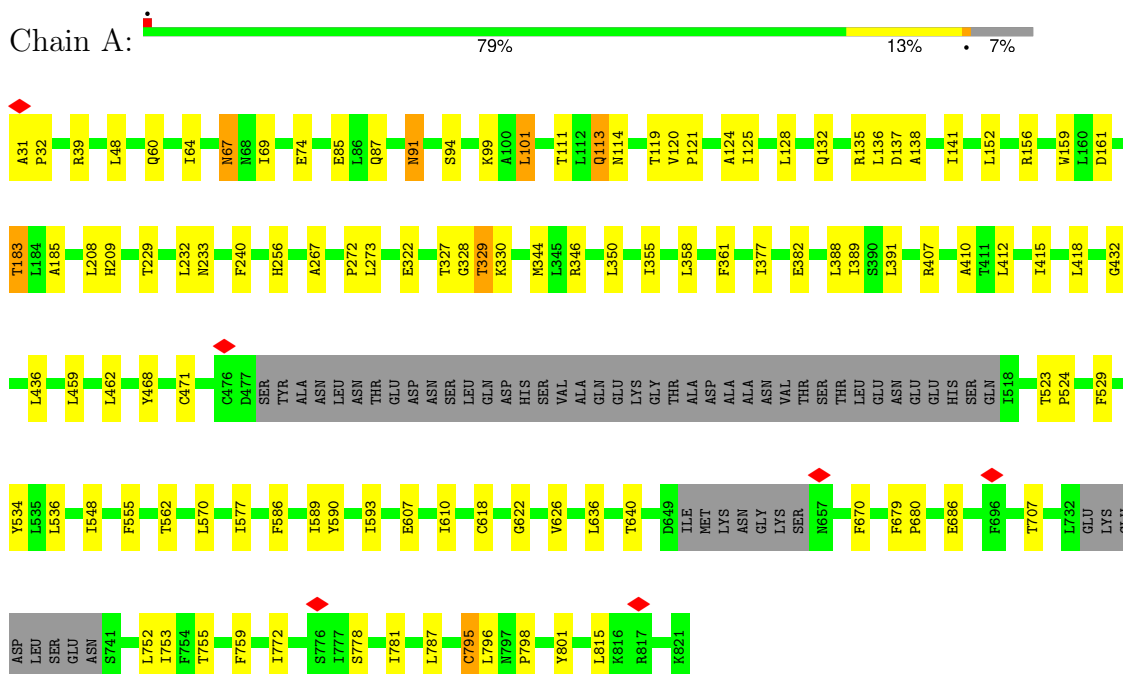 Chain A:
79% 13% • 7%
A31 P32 R39 L48 Q60 I64 N67 N68 I69 E74 E85 L86 Q87 N91 S94 K99 A100 L101 T111 L112 Q113 N114 T119 V120 P121 A124 I125 L128 Q132 R135 L136 D137 A138 I141 L152 R156 W159 L160 D161
T183 L184 A185 L208 H209 T229 L232 N233 F240 H256 A267 P272 L273 E322 T327 G328 T329 K330 M344 L345 R346 L350 I355 L358 F361 I377 E382 L388 I389 S390 L391 R407 A410 T411 L412 I415 L418 G432
L436 L459 L462 Y468 C471 C476 D477 SER TYR ALA ASN LEU ASN THR GLU ASP ASN SER LEU GLN ASP HIS SER VAL ALA GLN GLU LYS GLY THR ALA ASP ALA ALA ASN VAL THR SER THR LEU GLU ASN GLU GLU HIS SER GLN I518 T523 P524 F529
Y534 L535 L536 I548 F555 T562 L570 I577 F586 I589 Y590 I593 E607 I610 C618 G622 V626 L636 T640 D649 ILE MET LYS ASN GLY LYS SER N657 F670 F679 P680 E686 F696 T707 L732 GLU LYS
ASP LEU SER GLU ASN S741 L752 I753 F754 T755 F759 I772 S776 I777 S778 I781 L787 C795 L796 N797 P798 Y801 L815 K816 R817 K821